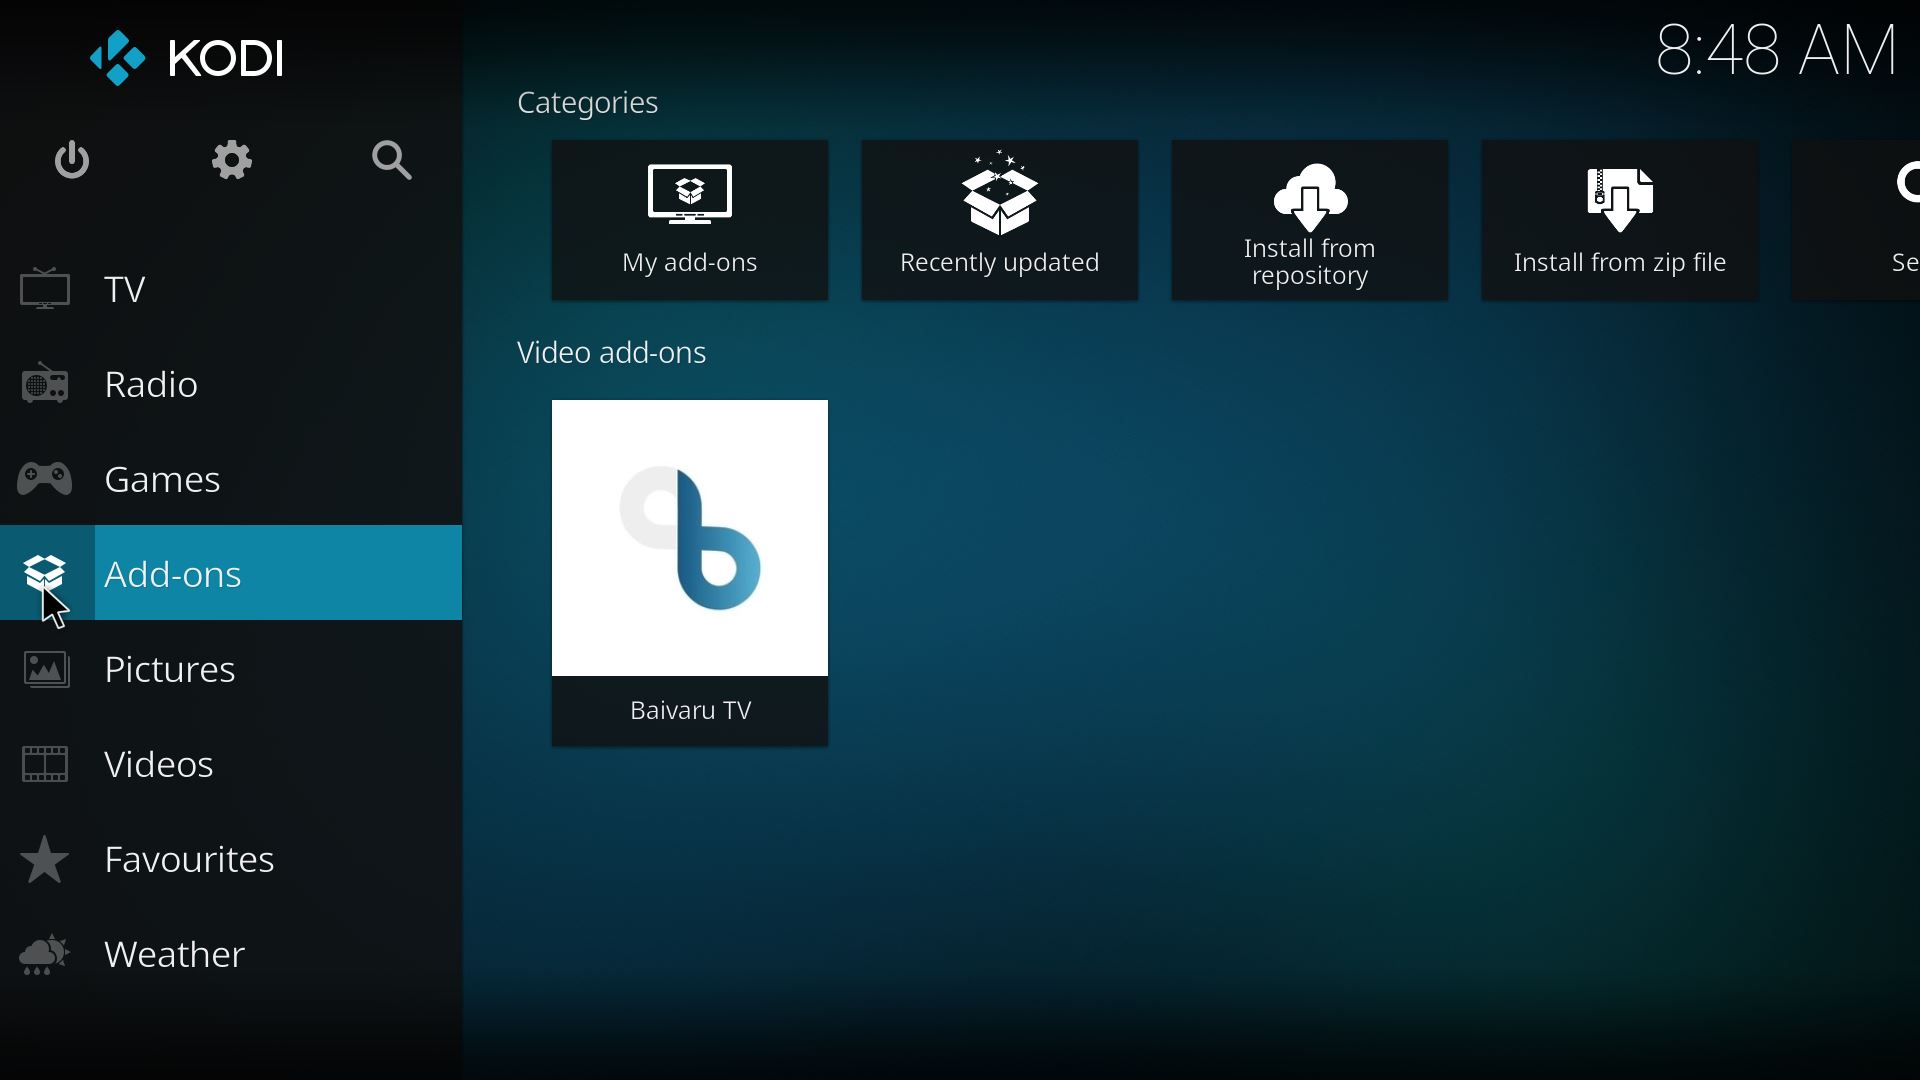 KODI
8:48 AM
TV
Radio
Games
Add-ons
Pictures
Videos
Favourites
Weather
Categories
My add-ons
Recently updated
Install from
repository
Install from zip file
Se
Video add-ons
Baivaru TV